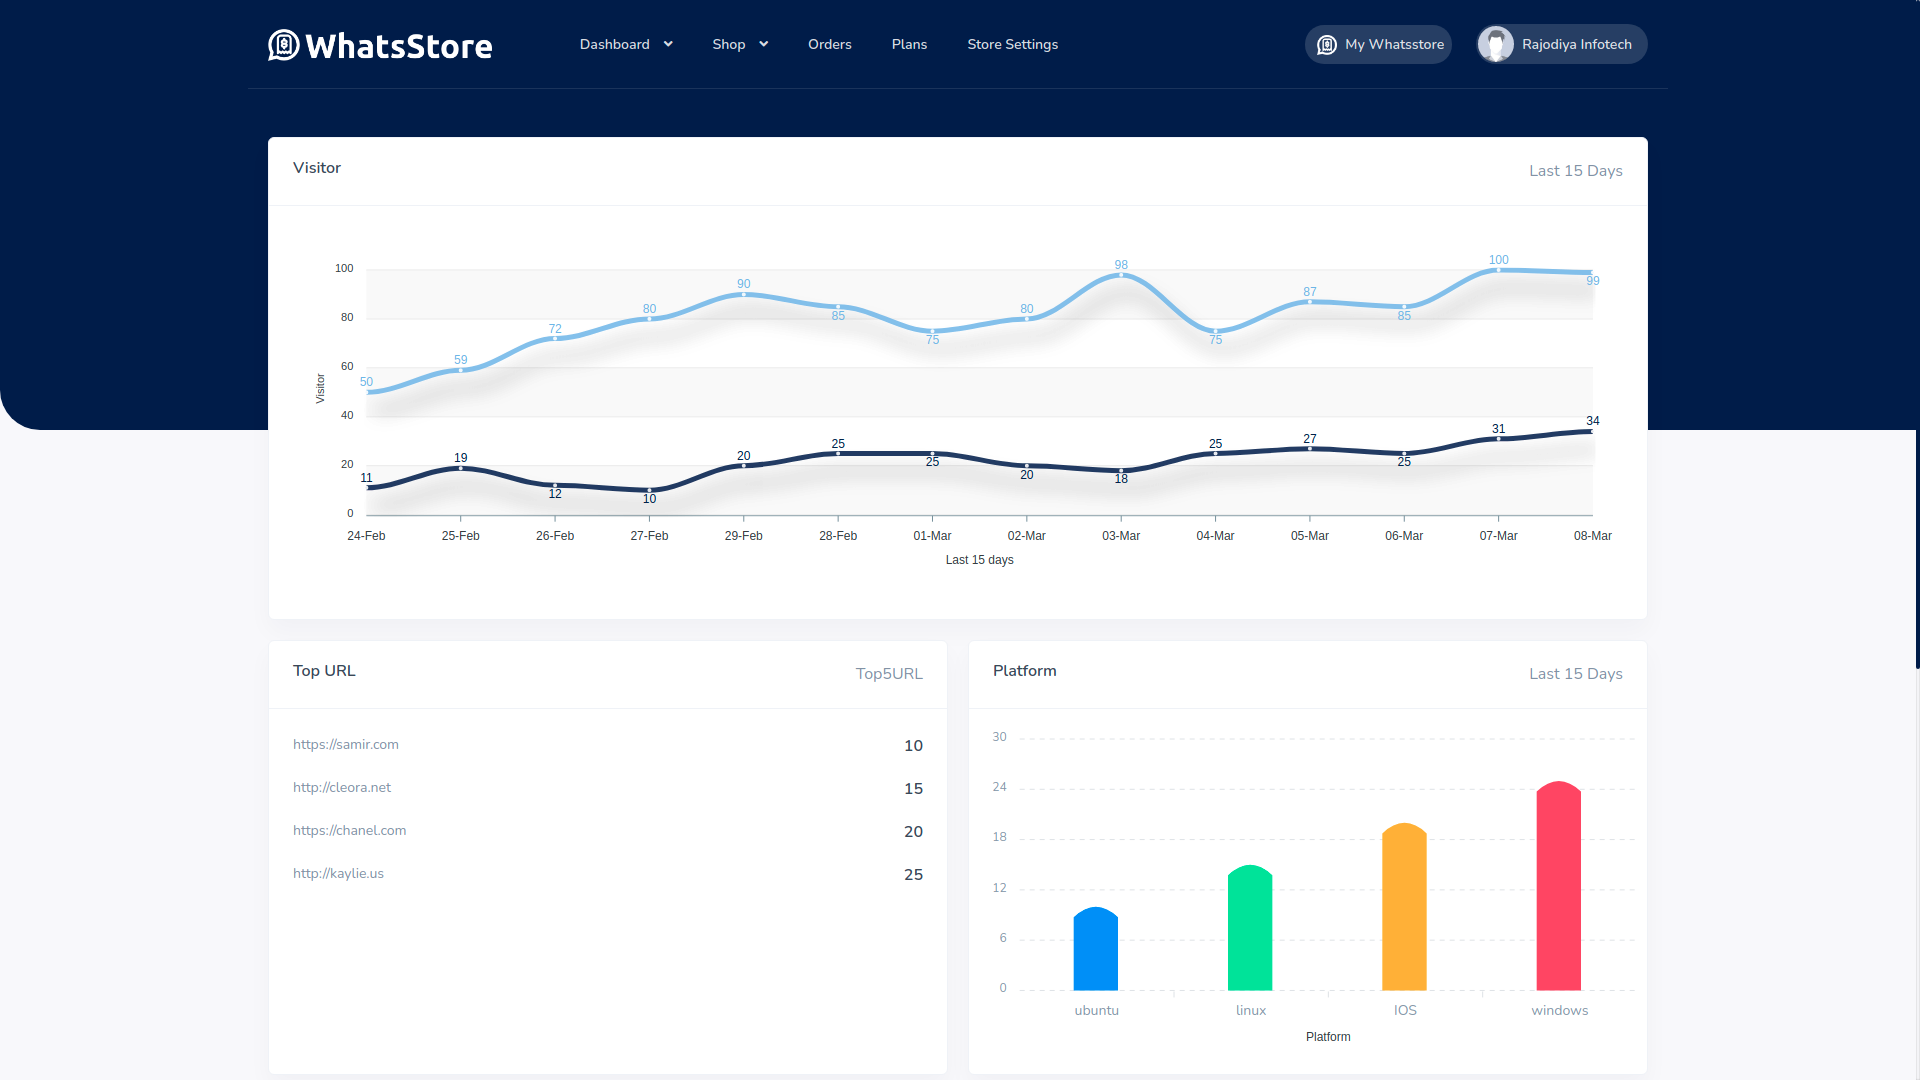 WhatsStore
Dashboard Shop Orders Plans Store Settings My Whatsstore Rajodiya Infotech
Visitor Last 15 Days
Visitor
100
80
60
40
20
0
50 59 72 80 90 85 75 80 98 75 87 85 100 99
11 19 12 10 20 25 25 20 18 25 27 25 31 34
24-Feb 25-Feb 26-Feb 27-Feb 29-Feb 28-Feb 01-Mar 02-Mar 03-Mar 04-Mar 05-Mar 06-Mar 07-Mar 08-Mar
Last 15 days
Top URL Top5URL
https://samir.com 10
http://cleora.net 15
https://chanel.com 20
http://kaylie.us 25
Platform Last 15 Days
30
24
18
12
6
0
ubuntu linux IOS windows
Platform